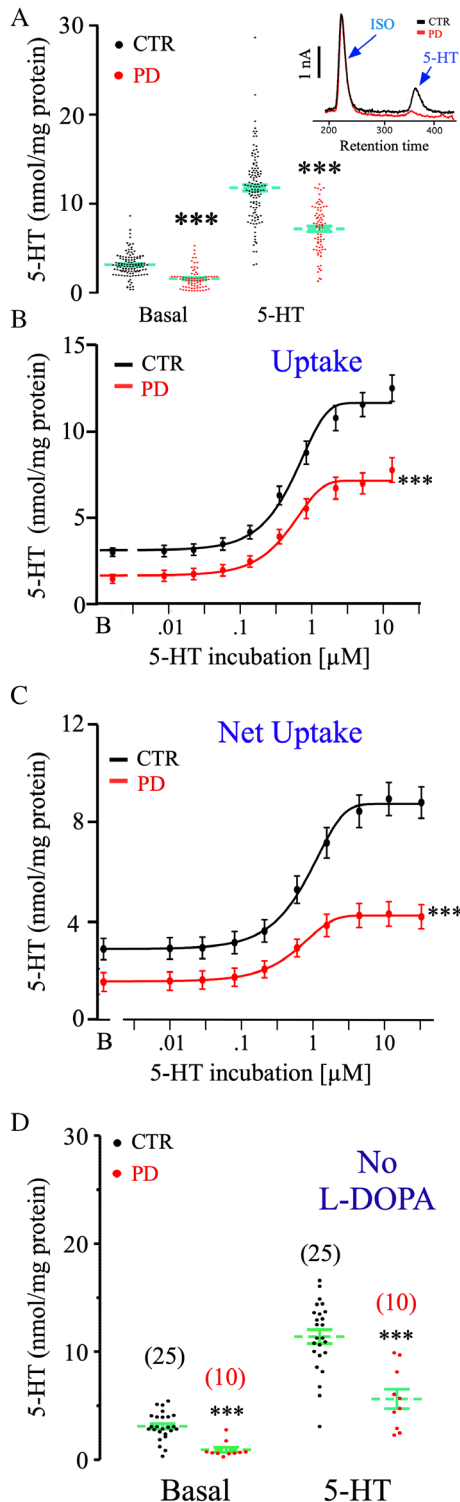 A
CTR
PD
ISO
CTR
PD
5-HT
1 nA
200 300 400
Retention time
30
20
10
0
5-HT (nmol/mg protein)
***
***
Basal 5-HT
B
CTR
PD
Uptake
15
10
5
0
5-HT (nmol/mg protein)
***
B .01 .1 1 10
5-HT incubation [µM]
C
CTR
PD
Net Uptake
12
8
4
0
5-HT (nmol/mg protein)
***
B .01 .1 1 10
5-HT incubation [µM]
D
CTR
PD
No
L-DOPA
30
20
10
0
5-HT (nmol/mg protein)
(25)
(10)
***
(25)
(10)
***
Basal 5-HT